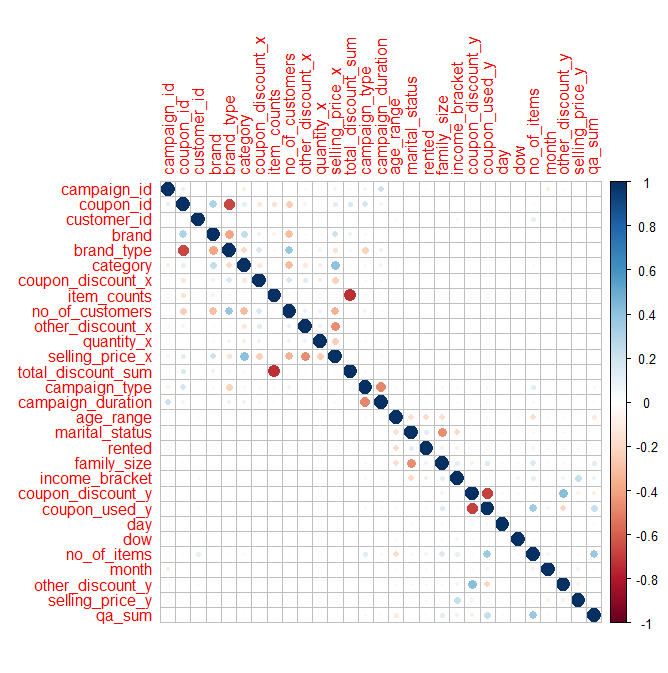 campaign_id
coupon_id
customer_id
brand
brand_type
category
coupon_discount_x
item_counts
no_of_customers
other_discount_x
quantity_x
selling_price_x
total_discount_sum
campaign_type
campaign_duration
age_range
marital_status
rented
family_size
income_bracket
coupon_discount_y
coupon_used_y
day
dow
no_of_items
month
other_discount_y
selling_price_y
qa_sum
campaign_id
coupon_id
customer_id
brand
brand_type
category
coupon_discount_x
item_counts
no_of_customers
other_discount_x
quantity_x
selling_price_x
total_discount_sum
campaign_type
campaign_duration
age_range
marital_status
rented
family_size
income_bracket
coupon_discount_y
coupon_used_y
day
dow
no_of_items
month
other_discount_y
selling_price_y
qa_sum
1
0.8
0.6
0.4
0.2
0
-0.2
-0.4
-0.6
-0.8
-1